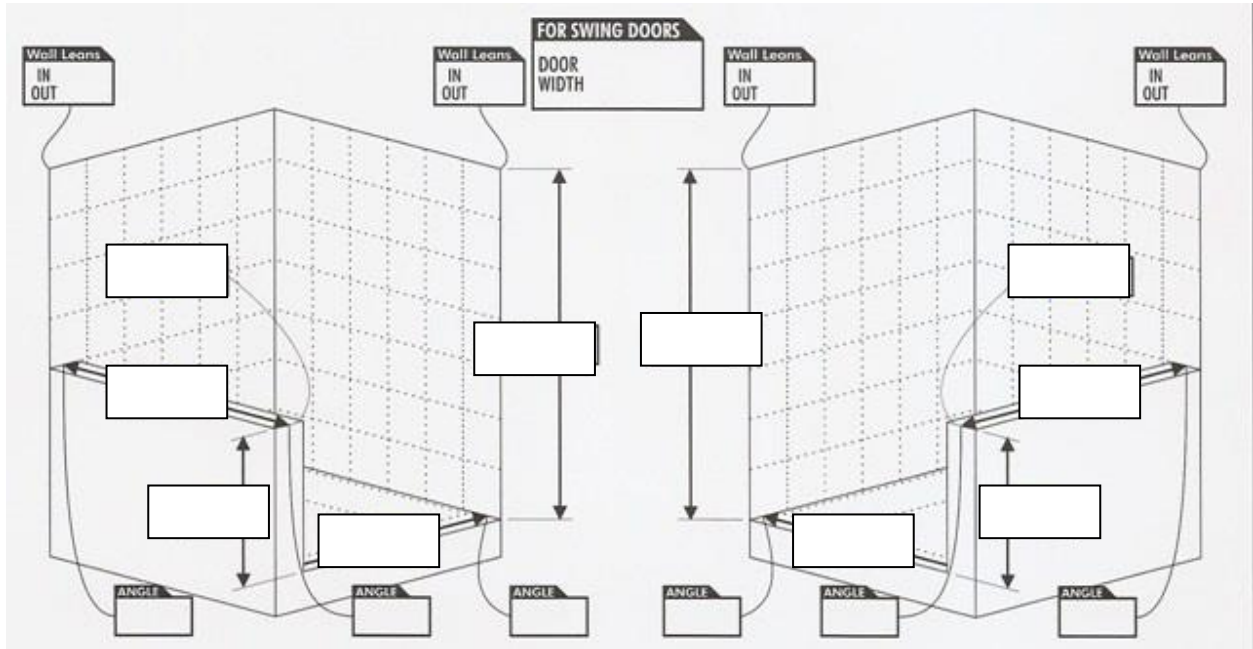 FOR SWING DOORS
DOOR
WIDTH
Wall Leans
IN
OUT
Wall Leans
IN
OUT
Wall Leans
IN
OUT
Wall Leans
IN
OUT
ANGLE
ANGLE
ANGLE
ANGLE
ANGLE
ANGLE